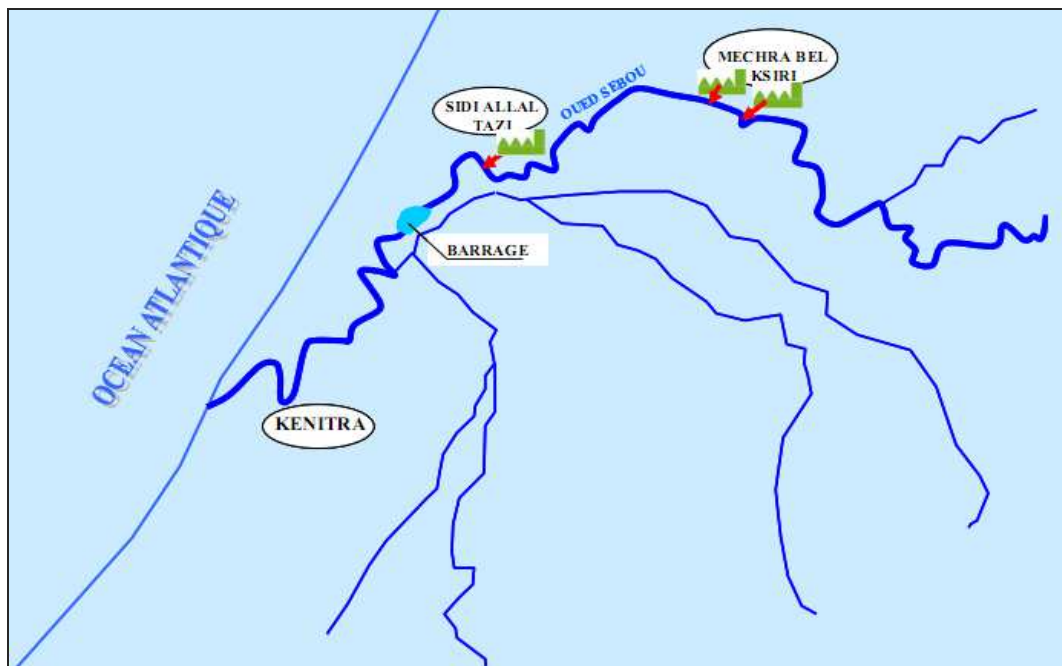 MECHRA BEL
KSIRI
OUED SEBOU
SIDI ALLAL
TAZI
OCEAN ATLANTIQUE
BARRAGE
KENITRA